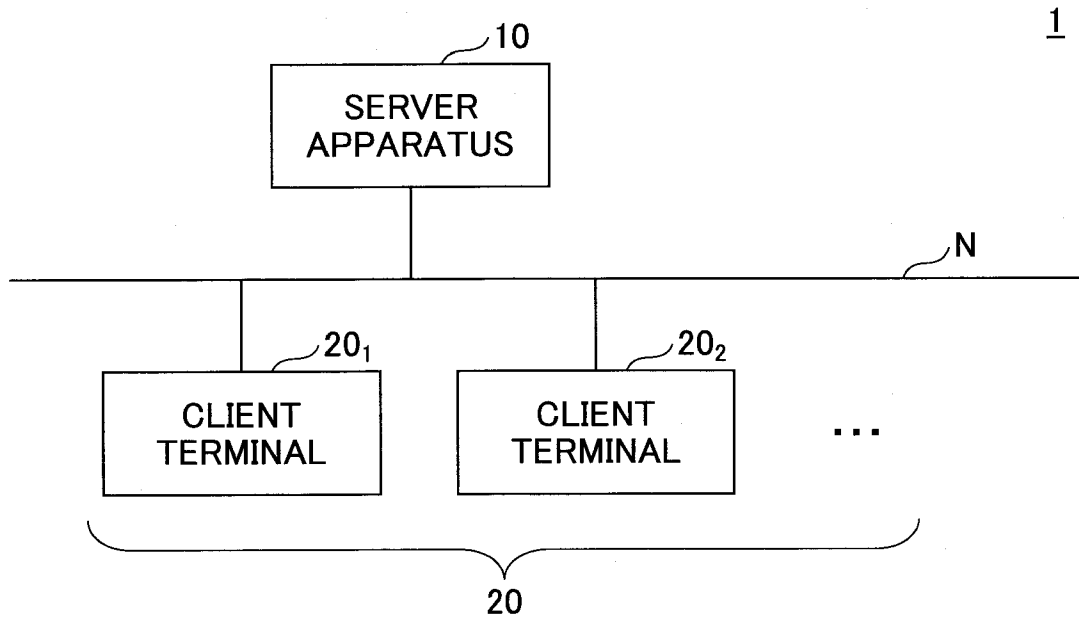 1
10
SERVER
APPARATUS
N
20₁
20₂
CLIENT
TERMINAL
CLIENT
TERMINAL
...
20